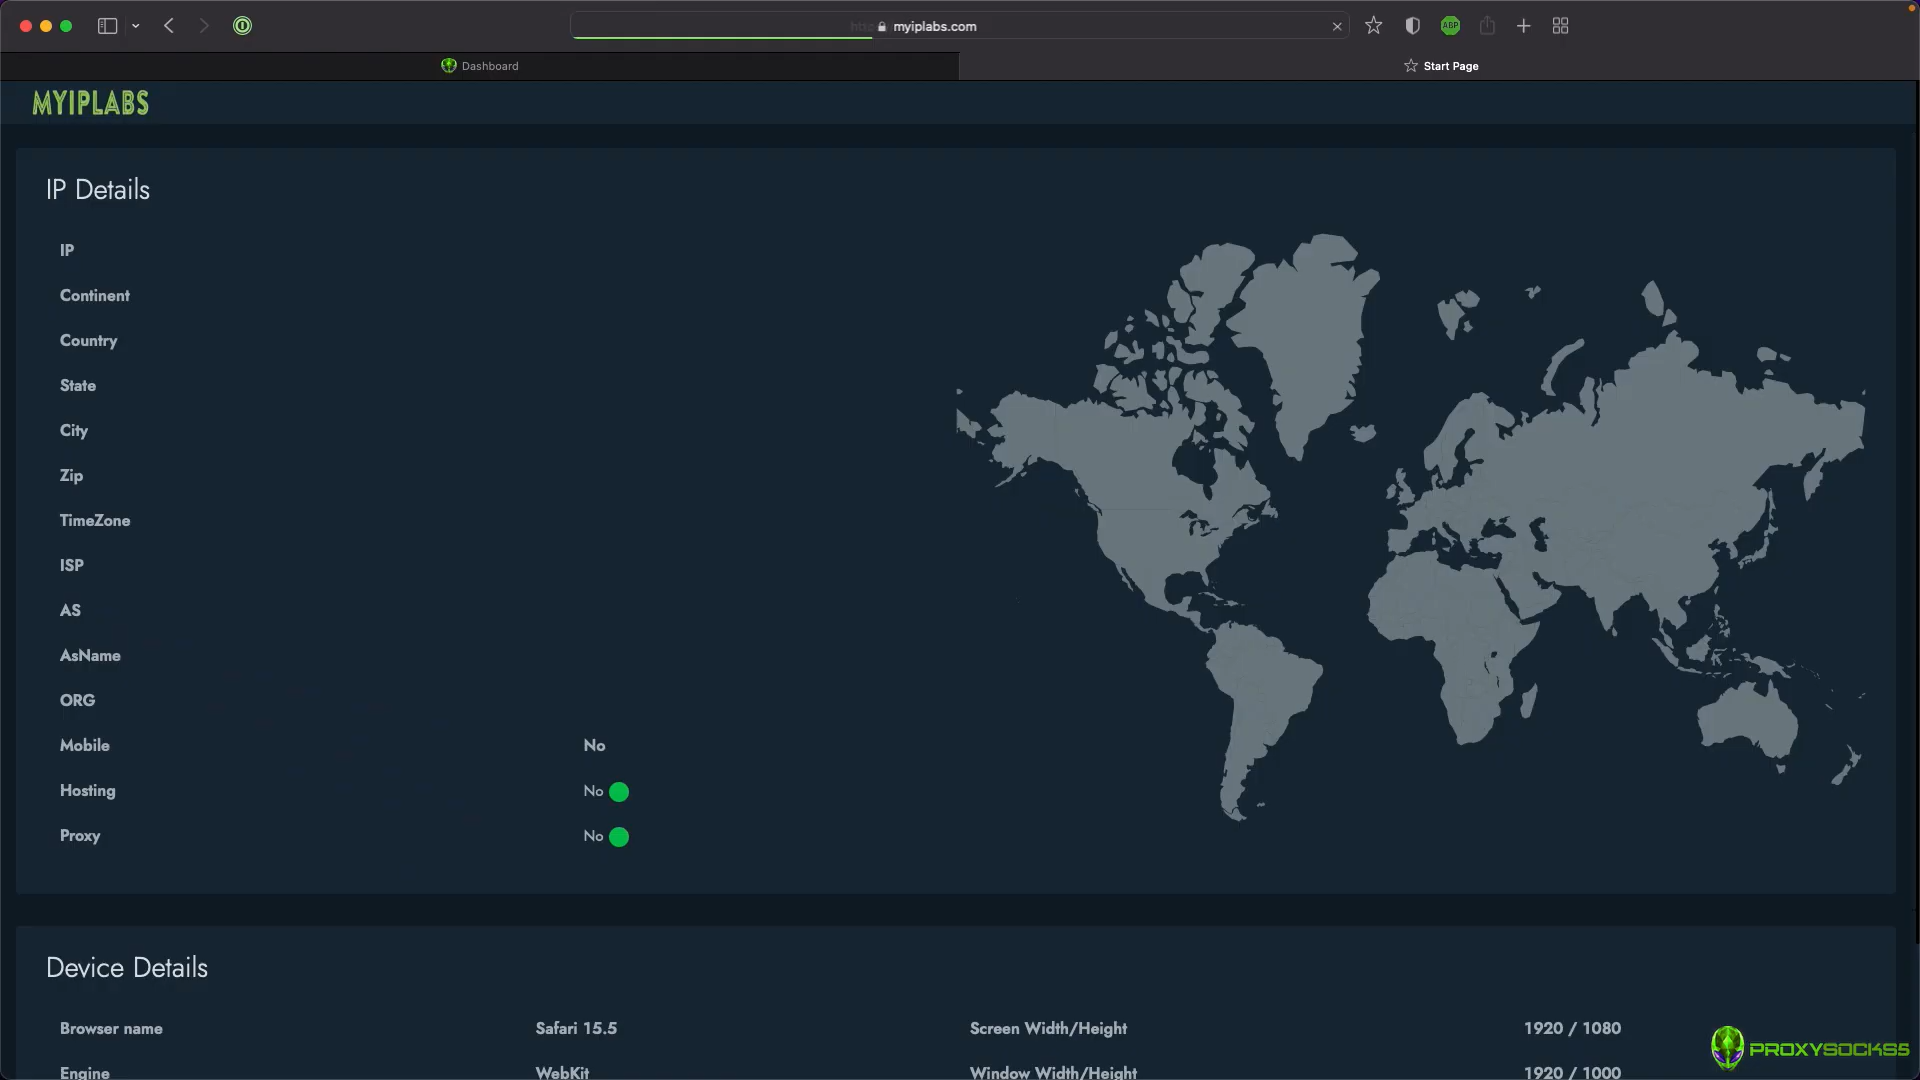 myiplabs.com
ABP
Dashboard
Start Page
MYIPLABS
IP Details
IP
Continent
Country
State
City
Zip
TimeZone
ISP
AS
AsName
ORG
Mobile No
Hosting No
Proxy No
Device Details
Browser name Safari 15.5 Screen Width/Height 1920 / 1080
Engine WebKit Window Width/Height 1920 / 1000
PROXYSOCKS5